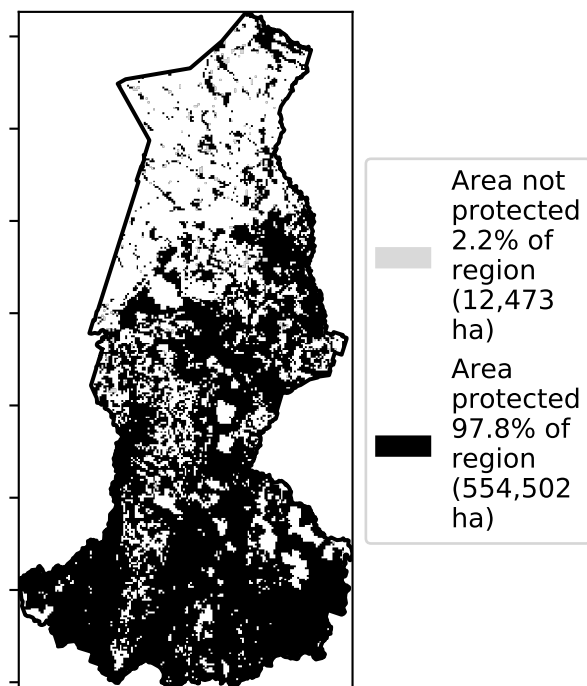 Area not
protected
2.2% of
region
(12,473
ha)
Area
protected
97.8% of
region
(554,502
ha)